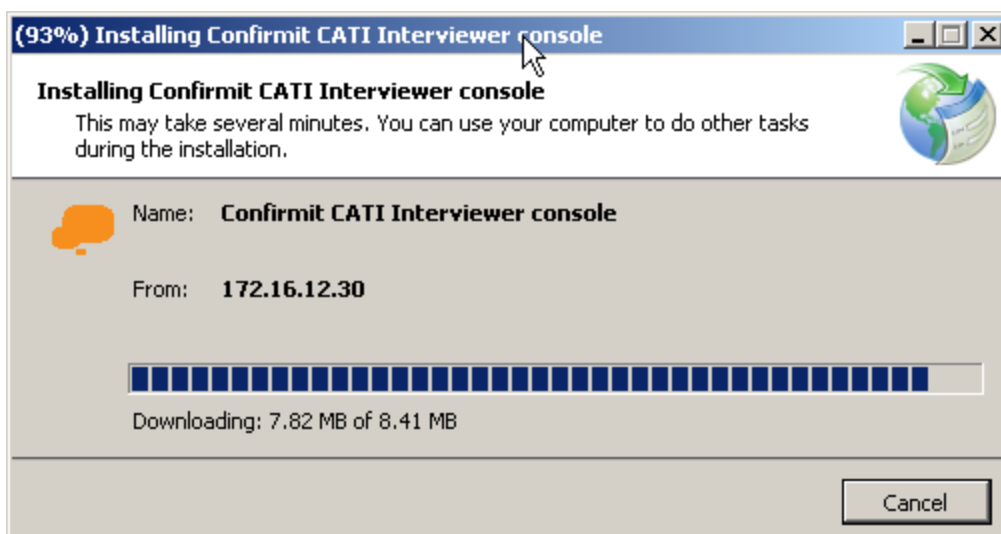 (93%) Installing Confirmit CATI Interviewer console
Installing Confirmit CATI Interviewer console
This may take several minutes. You can use your computer to do other tasks
during the installation.
Name: Confirmit CATI Interviewer console
From: 172.16.12.30
Downloading: 7.82 MB of 8.41 MB
Cancel